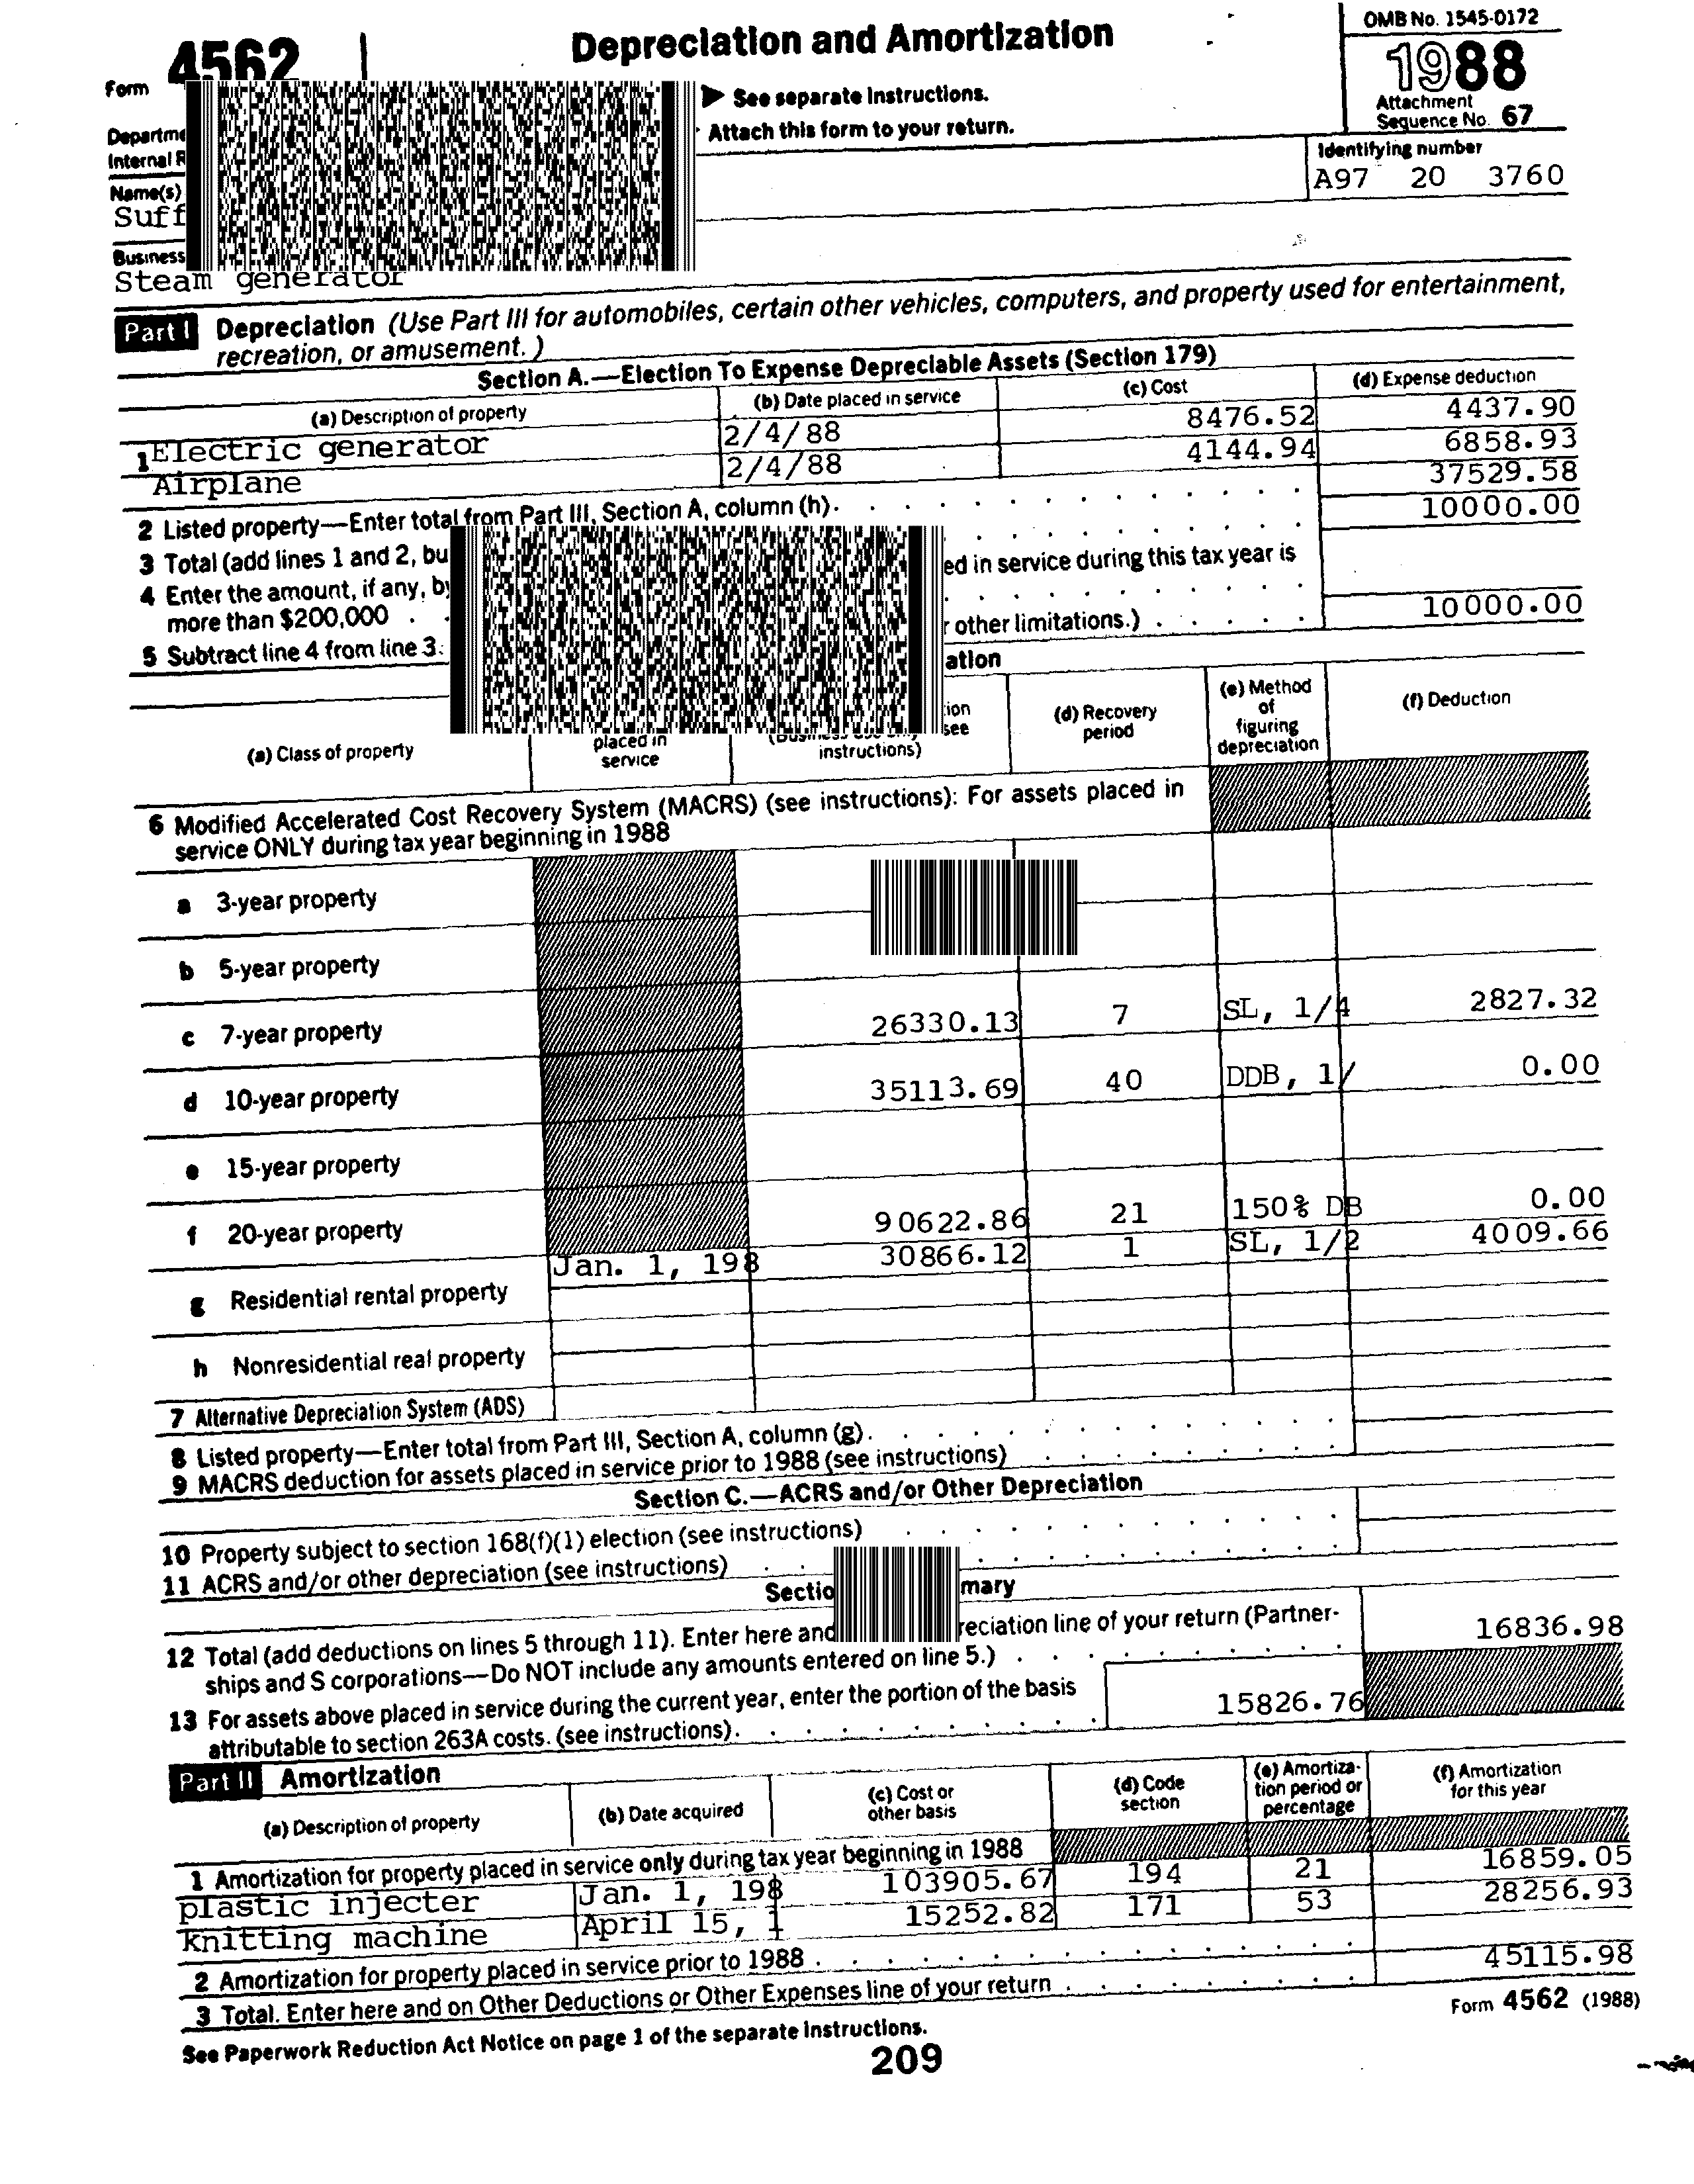 Form 4562
Depreciation and Amortization
OMB No. 1545-0172
1988
Attachment
Sequence No. 67
See separate Instructions.
Attach this form to your return.
Identifying number
A97 20 3760
Name(s)
Business
Steam generator
Part I Depreciation (Use Part III for automobiles, certain other vehicles, computers, and property used for entertainment,
recreation, or amusement.)
Section A.—Election To Expense Depreciable Assets (Section 179)
(a) Description of property (b) Date placed in service (c) Cost (d) Expense deduction
1 Electric generator 2/4/88 8476.52 4437.90
Airplane 2/4/88 4144.94 6858.93
2 Listed property—Enter total from Part III, Section A, column (h). 37529.58
3 Total (add lines 1 and 2, 10000.00
4 Enter the amount, if any, ed in service during this tax year is
more than $200,000
5 Subtract line 4 from line 3. other limitations.) 10000.00
ation
(a) Class of property placed in service instructions) see (d) Recovery period (e) Method of figuring depreciation (f) Deduction
6 Modified Accelerated Cost Recovery System (MACRS) (see instructions): For assets placed in
service ONLY during tax year beginning in 1988
a 3-year property
b 5-year property
c 7-year property 26330.13 7 SL, 1/4 2827.32
d 10-year property 35113.69 40 DDB, 1/ 0.00
e 15-year property
f 20-year property 90622.86 21 150% DB 0.00
Jan. 1, 198 30866.12 1 SL, 1/2 4009.66
g Residential rental property
h Nonresidential real property
7 Alternative Depreciation System (ADS)
8 Listed property—Enter total from Part III, Section A, column (g).
9 MACRS deduction for assets placed in service prior to 1988 (see instructions)
Section C.—ACRS and/or Other Depreciation
10 Property subject to section 168(f)(1) election (see instructions)
11 ACRS and/or other depreciation (see instructions)
Sectio mary
12 Total (add deductions on lines 5 through 11). Enter here and reciation line of your return (Partner-
ships and S corporations—Do NOT include any amounts entered on line 5.) 16836.98
13 For assets above placed in service during the current year, enter the portion of the basis
attributable to section 263A costs. (see instructions). 15826.76
Part II Amortization
(a) Description of property (b) Date acquired (c) Cost or other basis (d) Code section (e) Amortiza-tion period or percentage (f) Amortization for this year
1 Amortization for property placed in service only during tax year beginning in 1988
plastic injecter Jan. 1, 198 103905.67 194 21 16859.05
knitting machine April 15, 1 15252.82 171 53 28256.93
2 Amortization for property placed in service prior to 1988
3 Total. Enter here and on Other Deductions or Other Expenses line of your return 45115.98
See Paperwork Reduction Act Notice on page 1 of the separate Instructions.
Form 4562 (1988)
209